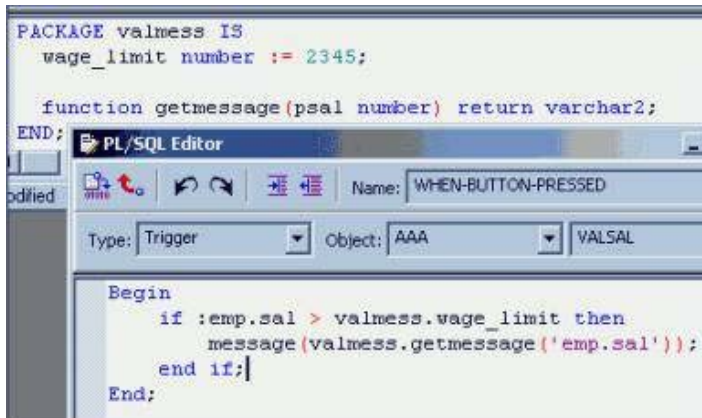 PACKAGE valmess IS
wage_limit number := 2345;
function getmessage(psal number) return varchar2;
END;
PL/SQL Editor
odified
Name: WHEN-BUTTON-PRESSED
Type: Trigger Object: AAA VALSAL
Begin
if :emp.sal > valmess.wage_limit then
message(valmess.getmessage('emp.sal'));
end if;
End;